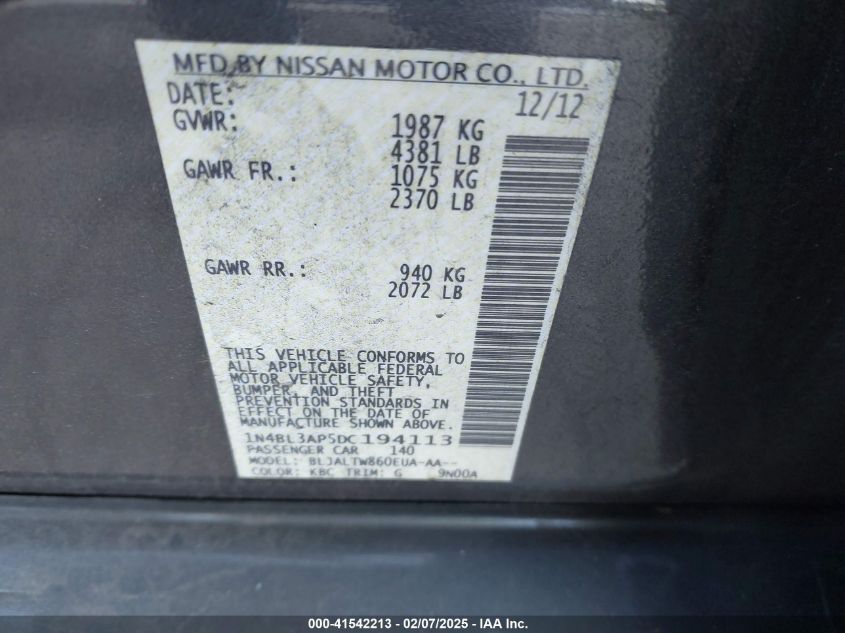 MFD BY NISSAN MOTOR CO., LTD.
DATE: 12/12
GVWR: 1987 KG
4381 LB
GAWR FR.: 1075 KG
2370 LB
GAWR RR.: 940 KG
2072 LB
THIS VEHICLE CONFORMS TO
ALL APPLICABLE FEDERAL
MOTOR VEHICLE SAFETY,
BUMPER, AND THEFT
PREVENTION STANDARDS IN
EFFECT ON THE DATE OF
MANUFACTURE SHOWN ABOVE.
1N4BL3AP5DC194113
PASSENGER CAR 140
MODEL: BLJALTW860EUA-AA--
COLOR: KBC TRIM: G 9N00A
000-41542213 - 02/07/2025 - IAA Inc.